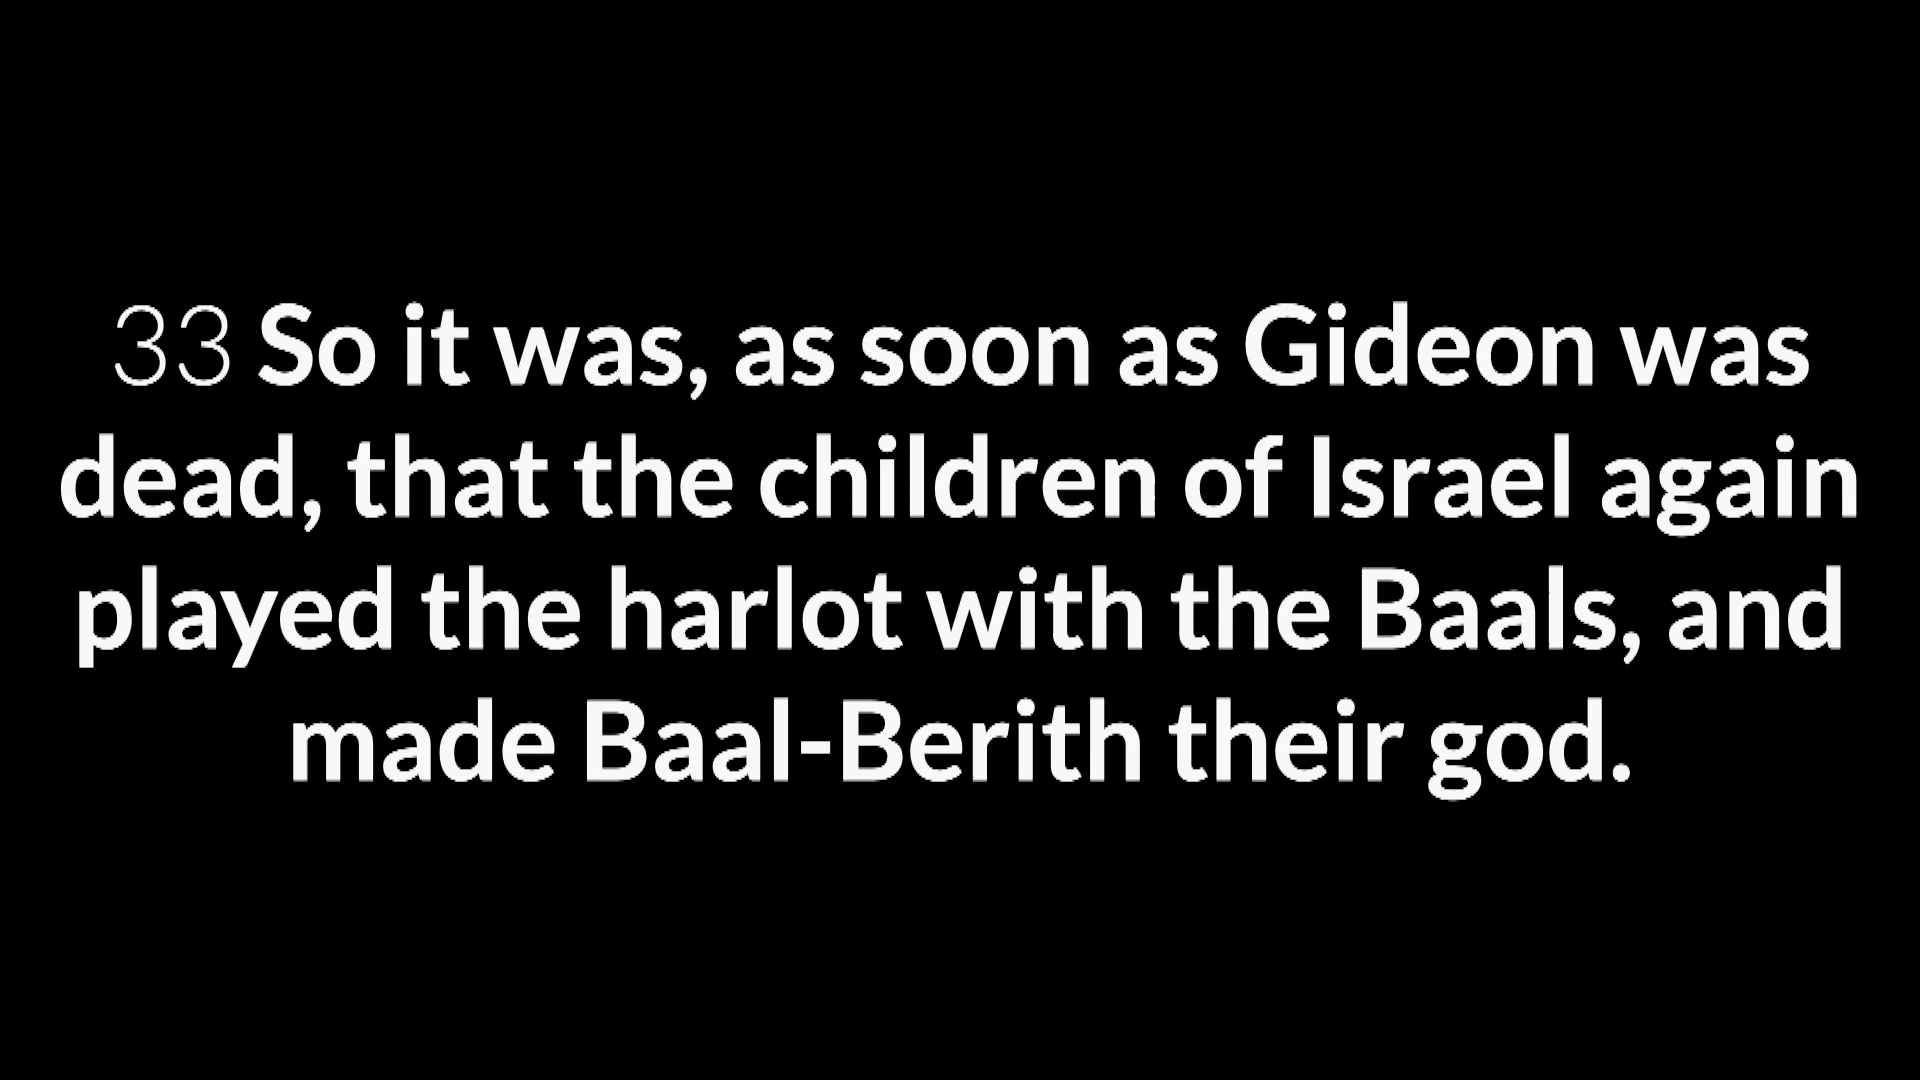 33 So it was, as soon as Gideon was
dead, that the children of Israel again
played the harlot with the Baals, and
made Baal-Berith their god.